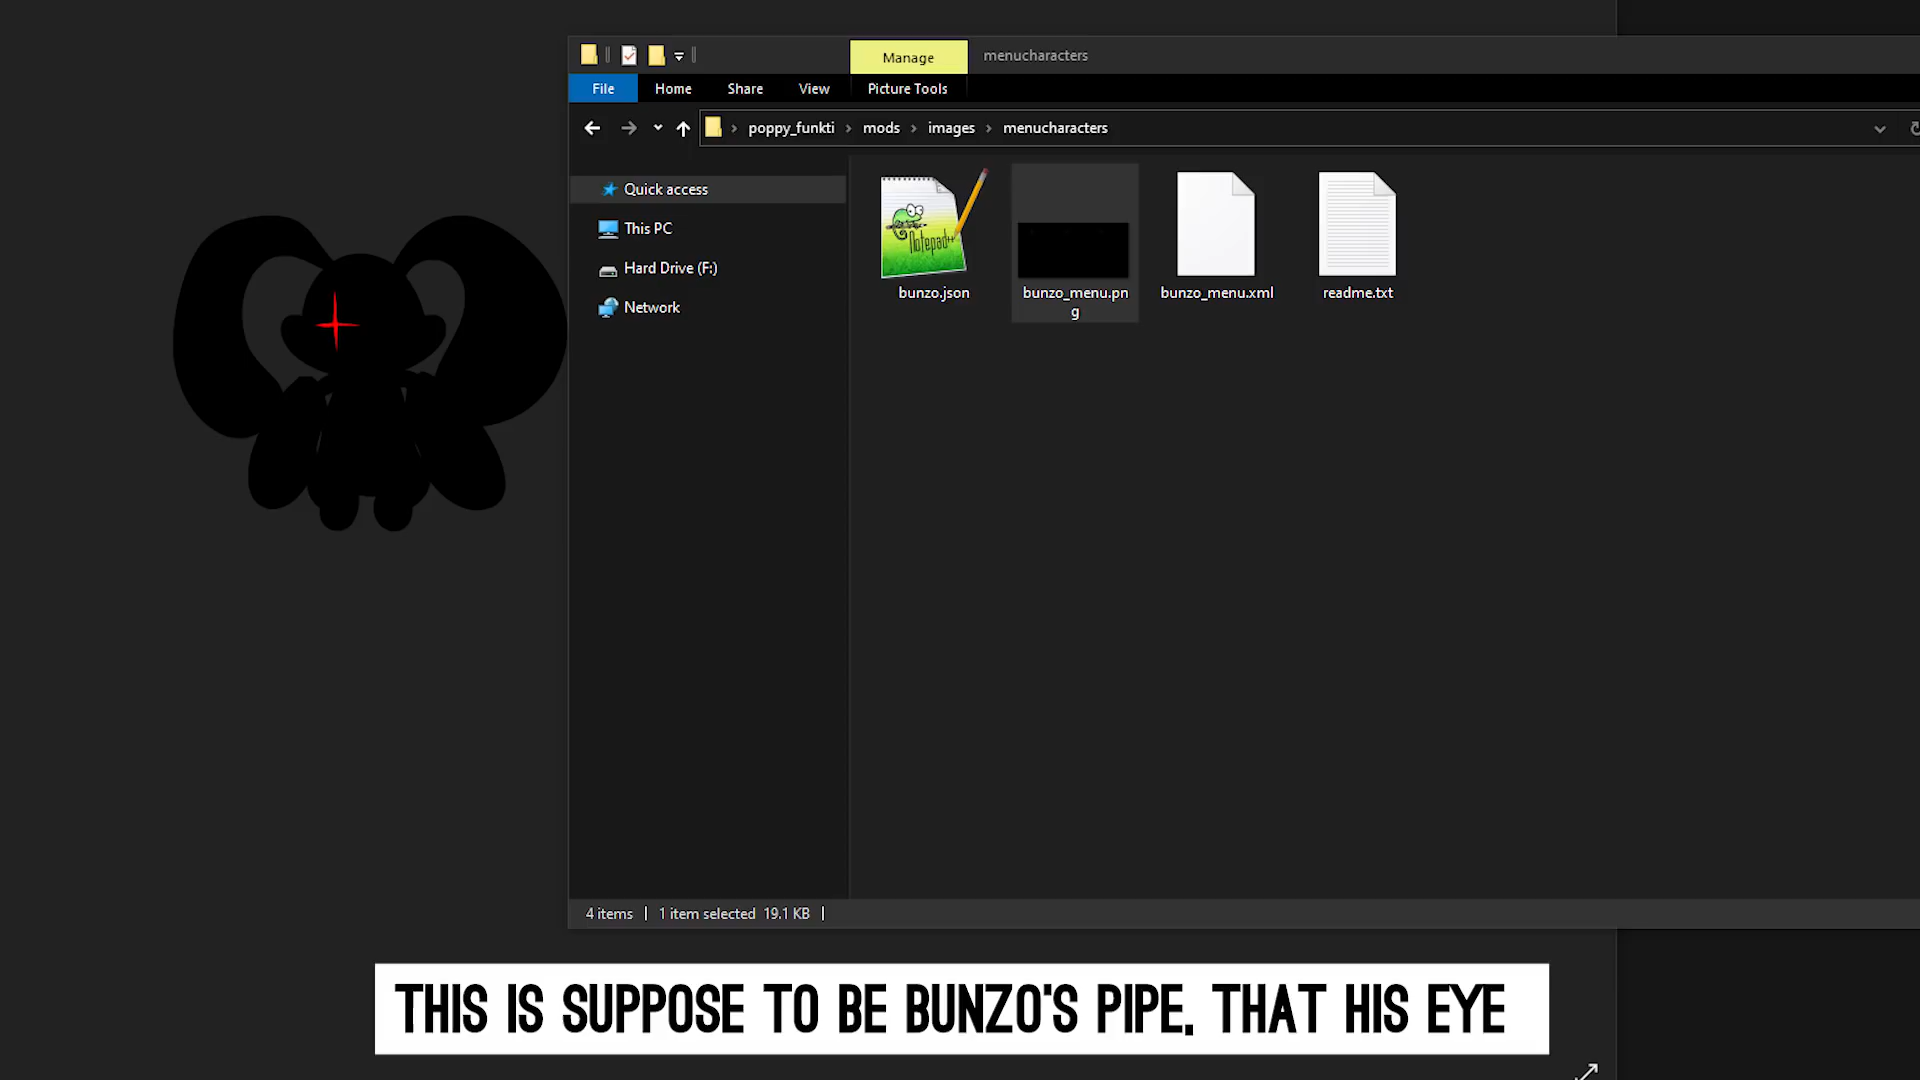 Manage
menucharacters
File
Home
Share
View
Picture Tools
poppy_funkti
mods
images
menucharacters
Quick access
This PC
Hard Drive (F:)
Network
Notepad++
bunzo.json
bunzo_menu.pn
g
bunzo_menu.xml
readme.txt
4 items
1 item selected 19.1 KB
THIS IS SUPPOSE TO BE BUNZO'S PIPE, THAT HIS EYE